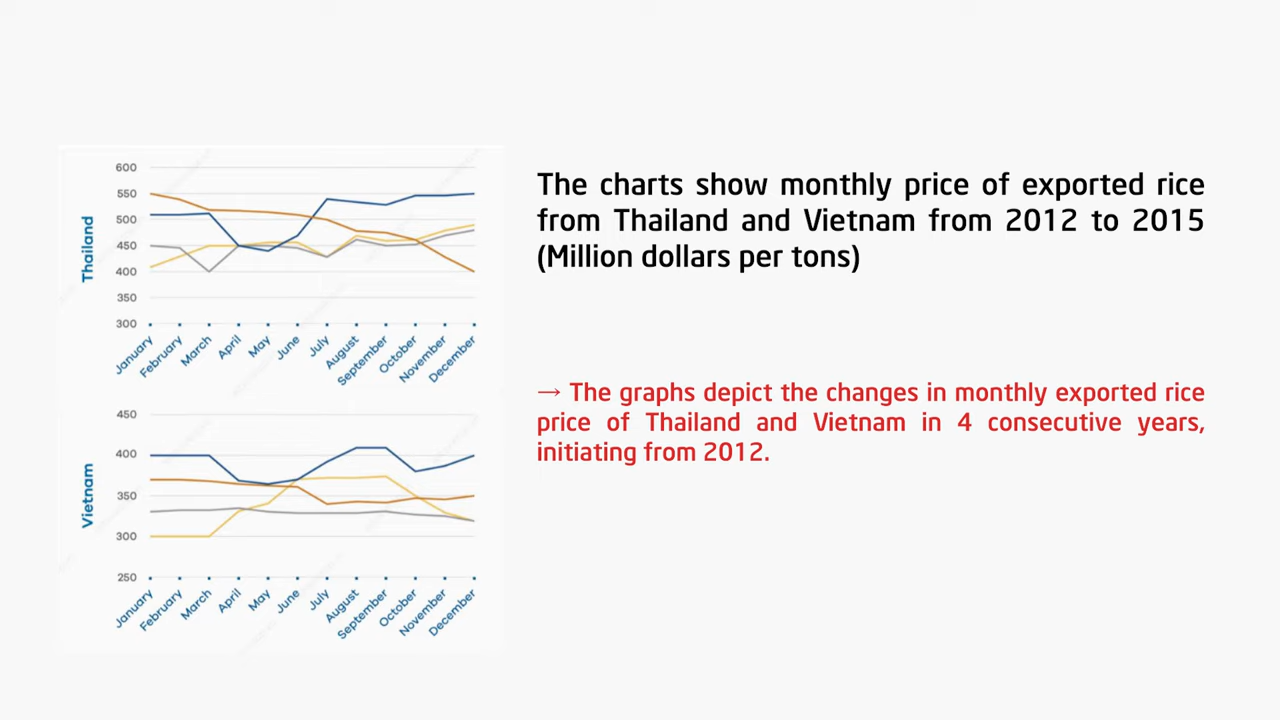 600
550
500
450
400
350
300
Thailand
January
February
March
April
May
June
July
August
September
October
November
December
450
400
350
300
250
Vietnam
January
February
March
April
May
June
July
August
September
October
November
December
The charts show monthly price of exported rice
from Thailand and Vietnam from 2012 to 2015
(Million dollars per tons)
→ The graphs depict the changes in monthly exported rice
price of Thailand and Vietnam in 4 consecutive years,
initiating from 2012.